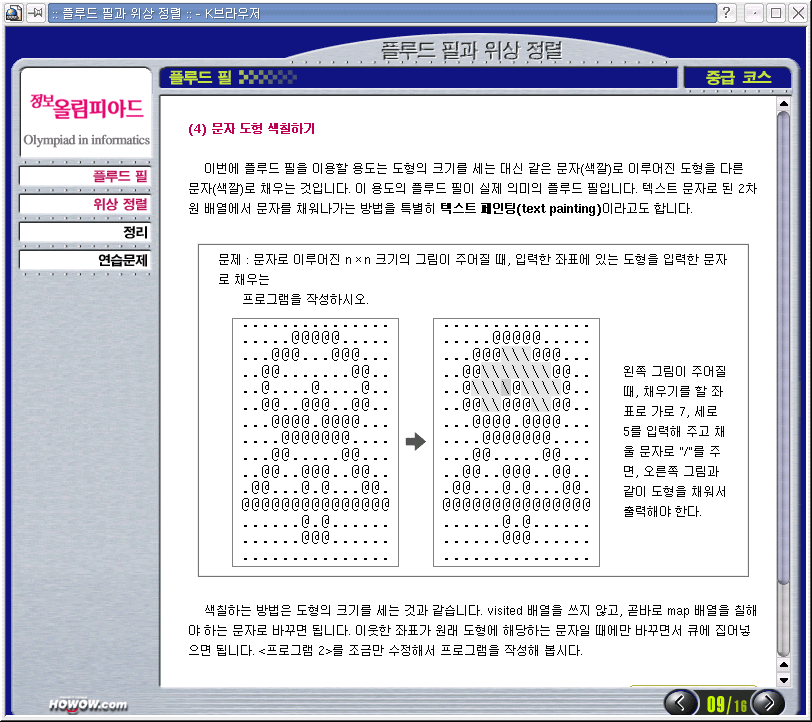 :: 플루드 필과 위상 정렬 :: - K브라우저
플루드 필과 위상 정렬
정보올림피아드
Olympiad in informatics
플루드 필
위상 정렬
정리
연습문제
플루드 필
중급 코스
(4) 문자 도형 색칠하기
이번에 플루드 필을 이용할 용도는 도형의 크기를 세는 대신 같은 문자(색깔)로 이루어진 도형을 다른
문자(색깔)로 채우는 것입니다. 이 용도의 플루드 필이 실제 의미의 플루드 필입니다. 텍스트 문자로 된 2차
원 배열에서 문자를 채워나가는 방법을 특별히 텍스트 페인팅(text painting)이라고도 합니다.
문제 : 문자로 이루어진 n×n 크기의 그림이 주어질 때, 입력한 좌표에 있는 도형을 입력한 문자
로 채우는
프로그램을 작성하시오.
...............
.....@@@@@.....
...@@@...@@@...
..@@.......@@..
..@....@....@..
..@@..@@@..@@..
...@@@@.@@@@...
....@@@@@@@....
...@@.....@@...
..@@..@@@..@@..
.@@...@.@...@@.
@@@@@@@@@@@@@@@
......@.@......
......@@@......
...............
...............
.....@@@@@.....
...@@@\\\@@@...
..@@\\\\\\\@@..
..@\\\\@\\\\@..
..@@\\@@@\\@@..
...@@@@.@@@@...
....@@@@@@@....
...@@.....@@...
..@@..@@@..@@..
.@@...@.@...@@.
@@@@@@@@@@@@@@@
......@.@......
......@@@......
...............
왼쪽 그림이 주어질
때, 채우기를 할 좌
표로 가로 7, 세로
5를 입력해 주고 채
울 문자로 "/"를 주
면, 오른쪽 그림과
같이 도형을 채워서
출력해야 한다.
색칠하는 방법은 도형의 크기를 세는 것과 같습니다. visited 배열을 쓰지 않고, 곧바로 map 배열을 칠해
야 하는 문자로 바꾸면 됩니다. 이웃한 좌표가 원래 도형에 해당하는 문자일 때에만 바꾸면서 큐에 집어넣
으면 됩니다. <프로그램 2>를 조금만 수정해서 프로그램을 작성해 봅시다.
HOWOW.com
09/16